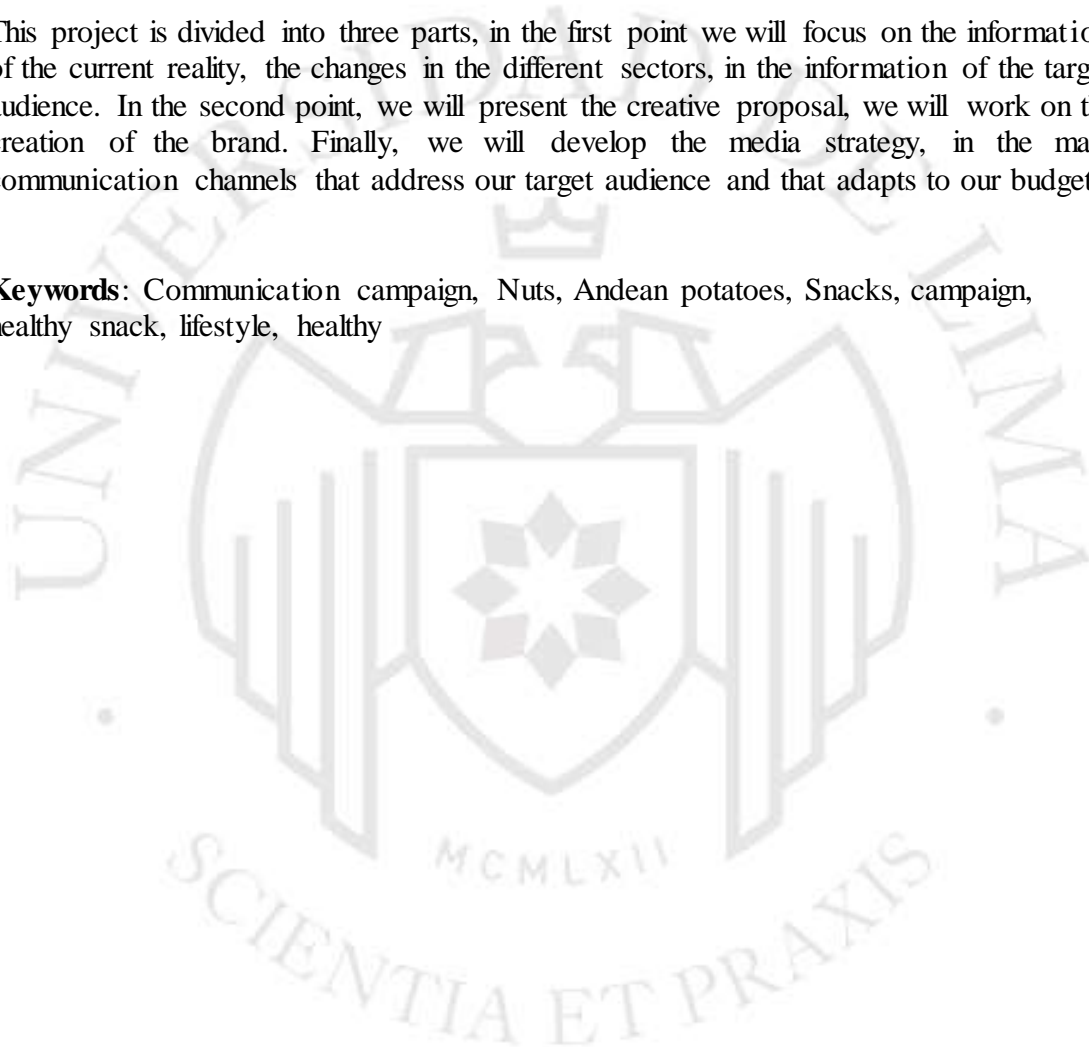 This project is divided into three parts, in the first point we will focus on the informatio
of the current reality, the changes in the different sectors, in the information of the targ
audience. In the second point, we will present the creative proposal, we will work on t
creation of the brand. Finally, we will develop the media strategy, in the ma
communication channels that address our target audience and that adapts to our budget
Keywords: Communication campaign, Nuts, Andean potatoes, Snacks, campaign,
healthy snack, lifestyle, healthy
UNIVERSIDAD DE LIMA
MCMLXII
SCIENTIA ET PRAXIS